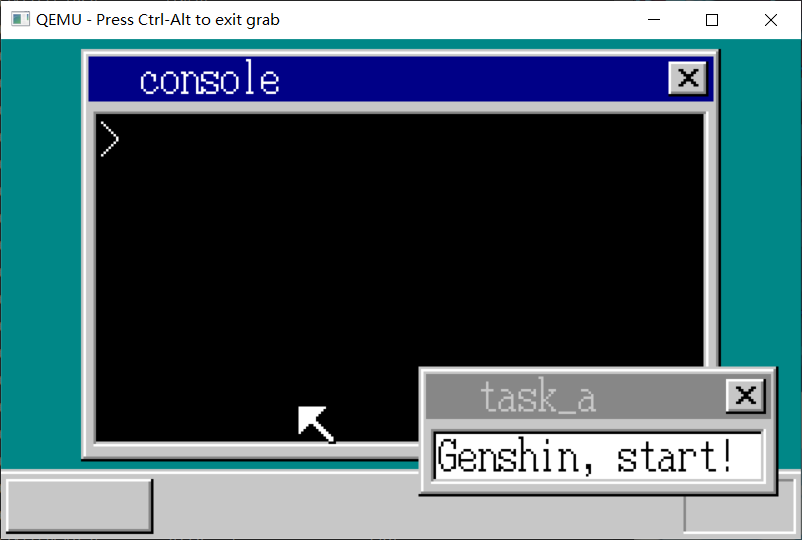 QEMU - Press Ctrl-Alt to exit grab
console
>
task_a
Genshin, start!